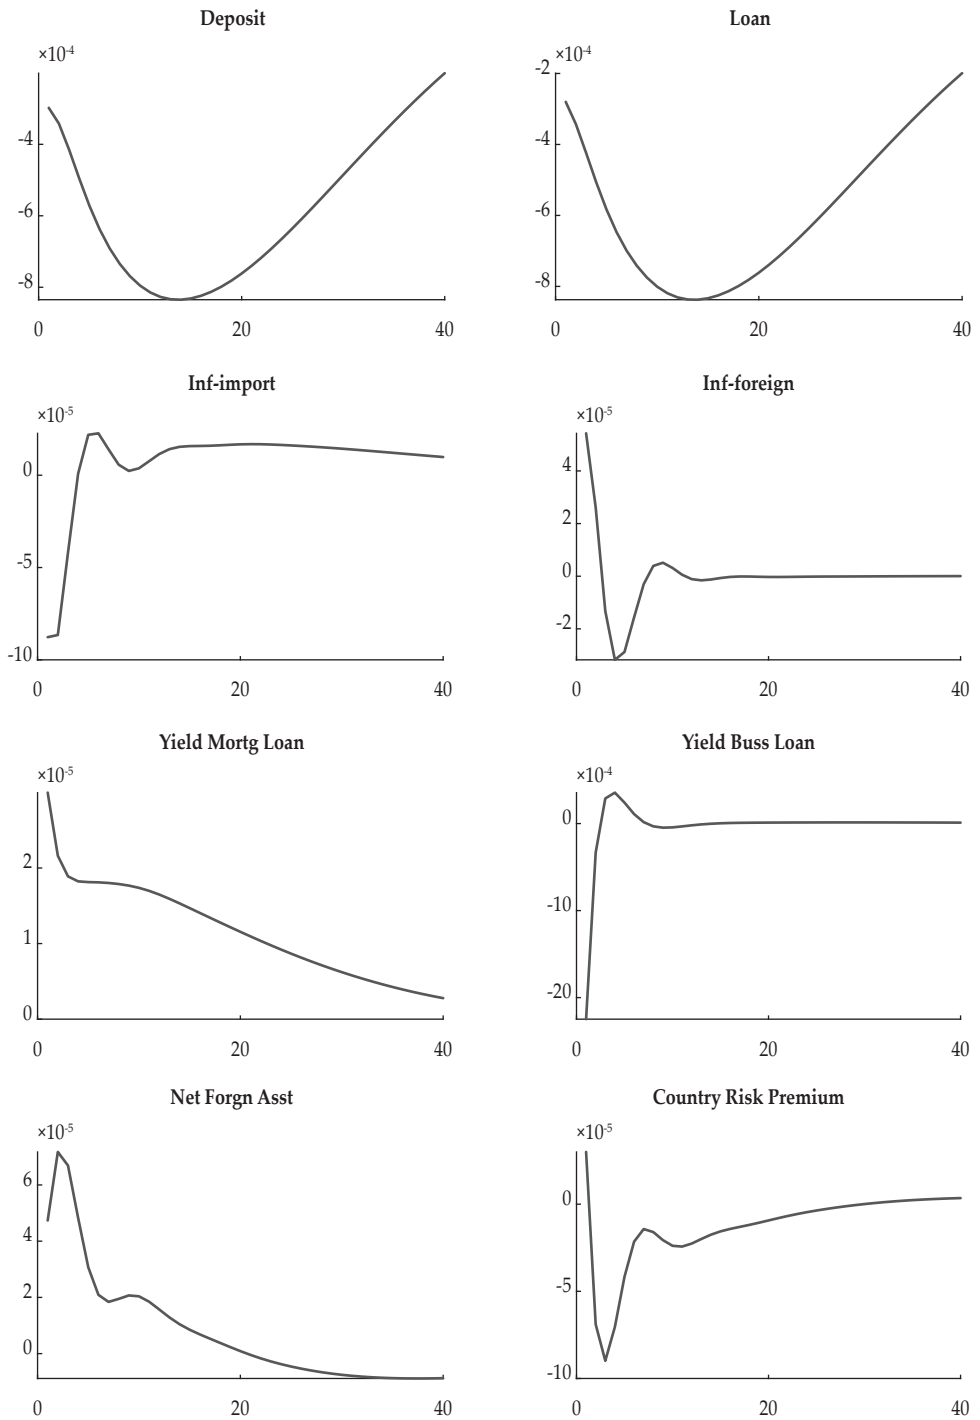 Deposit
×10-4
-4
-6
-8
0 20 40
Loan
×10-4
-2
-4
-6
-8
0 20 40
Inf-import
×10-5
0
-5
-10
0 20 40
Inf-foreign
×10-5
4
2
0
-2
0 20 40
Yield Mortg Loan
×10-5
2
1
0
0 20 40
Yield Buss Loan
×10-4
0
-10
-20
0 20 40
Net Forgn Asst
×10-5
6
4
2
0
0 20 40
Country Risk Premium
×10-5
0
-5
-10
0 20 40